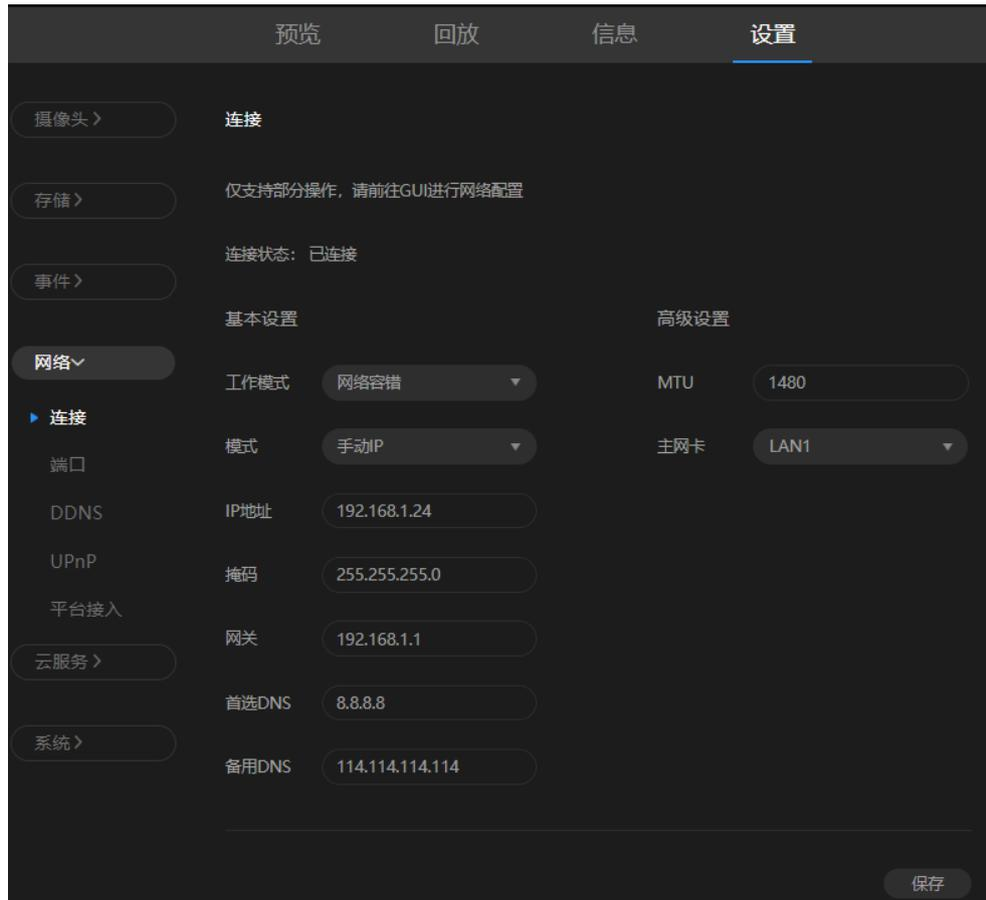 预览 回放 信息 设置
摄像头
连接
仅支持部分操作，请前往GUI进行网络配置
存储
连接状态： 已连接
事件
基本设置 高级设置
网络
工作模式 网络容错 MTU 1480
连接
模式 手动IP 主网卡 LAN1
端口
DDNS
IP地址 192.168.1.24
UPnP
掩码 255.255.255.0
平台接入
网关 192.168.1.1
云服务
首选DNS 8.8.8.8
系统
备用DNS 114.114.114.114
保存